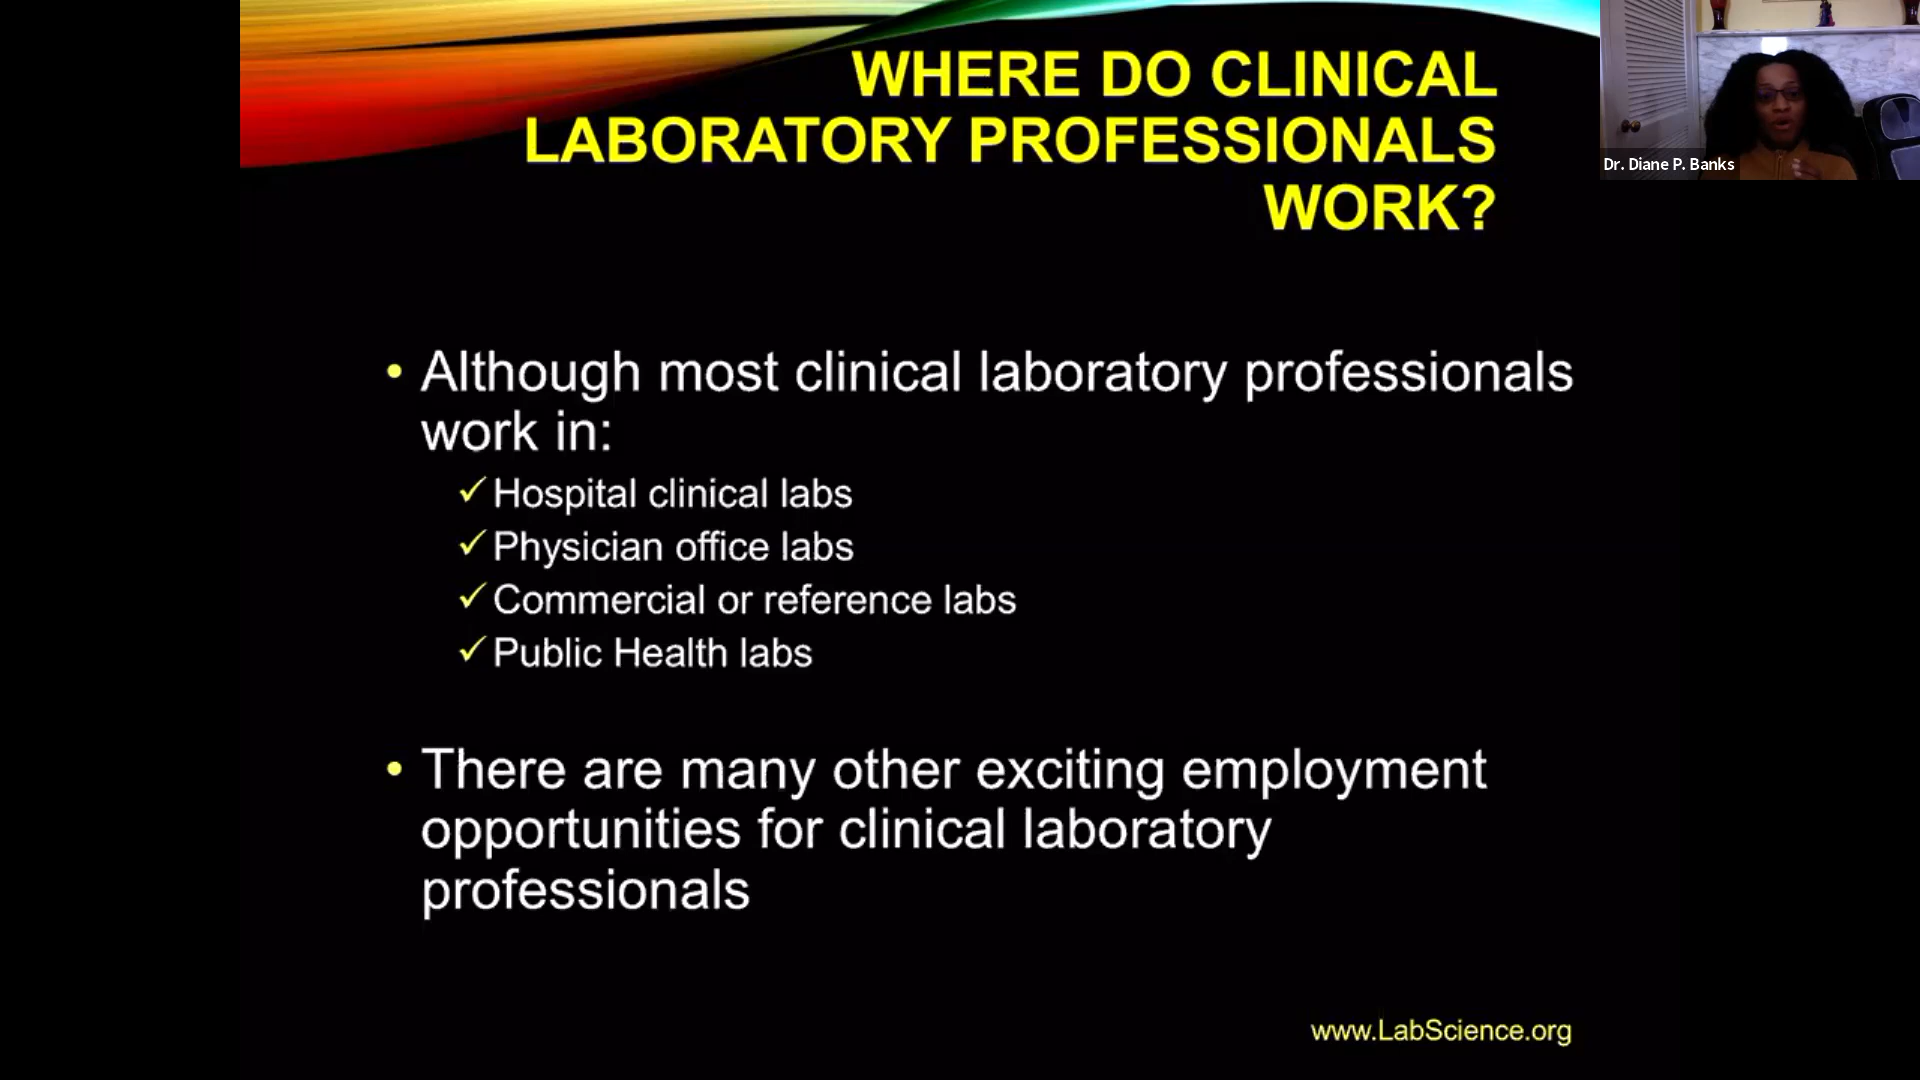 WHERE DO CLINICAL
LABORATORY PROFESSIONALS
WORK?
Dr. Diane P. Banks
• Although most clinical laboratory professionals
work in:
✓ Hospital clinical labs
✓ Physician office labs
✓ Commercial or reference labs
✓ Public Health labs
• There are many other exciting employment
opportunities for clinical laboratory
professionals
www.LabScience.org